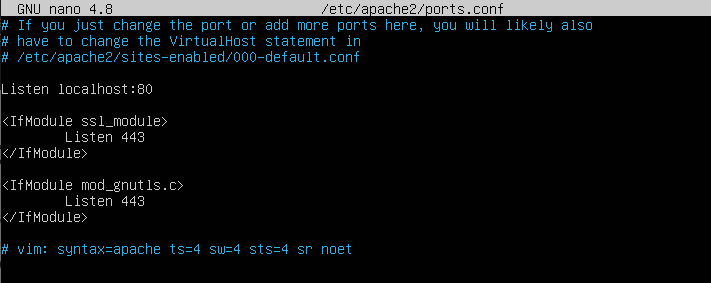 GNU nano 4.8 /etc/apache2/ports.conf
# If you just change the port or add more ports here, you will likely also
# have to change the VirtualHost statement in
# /etc/apache2/sites-enabled/000-default.conf
Listen localhost:80
<IfModule ssl_module>
Listen 443
</IfModule>
<IfModule mod_gnutls.c>
Listen 443
</IfModule>
# vim: syntax=apache ts=4 sw=4 sts=4 sr noet